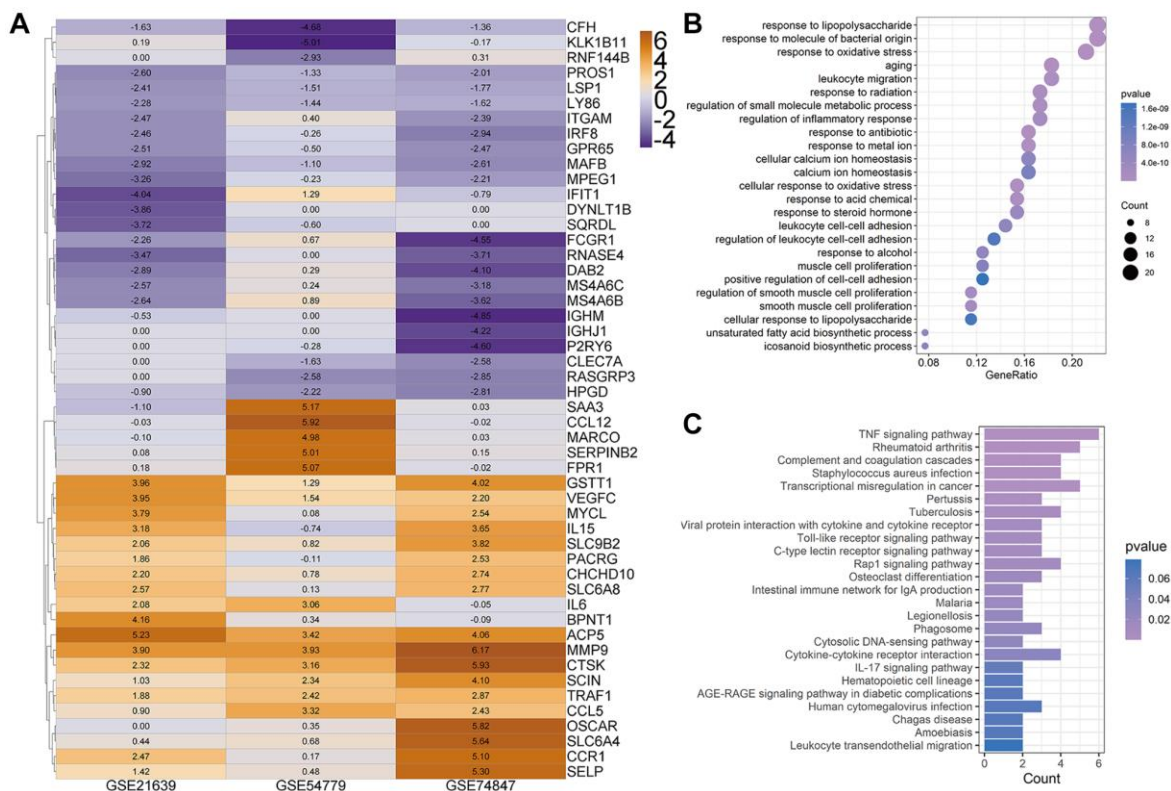 A
-1.63 -4.68 -1.36 CFH
0.19 -5.01 -0.17 KLK1B11
0.00 -2.93 0.31 RNF144B
-2.60 -1.33 -2.01 PROS1
-2.41 -1.51 -1.77 LSP1
-2.28 -1.44 -1.62 LY86
-2.47 0.40 -2.39 ITGAM
-2.46 -0.26 -2.94 IRF8
-2.51 -0.50 -2.47 GPR65
-2.92 -1.10 -2.61 MAFB
-3.26 -0.23 -2.21 MPEG1
-4.04 1.29 -0.79 IFIT1
-3.86 0.00 0.00 DYNLT1B
-3.72 -0.60 0.00 SQRDL
-2.26 0.67 -4.55 FCGR1
-3.47 0.00 -3.71 RNASE4
-2.89 0.29 -4.10 DAB2
-2.57 0.24 -3.18 MS4A6C
-2.64 0.89 -3.62 MS4A6B
-0.53 0.00 -4.85 IGHM
0.00 0.00 -4.22 IGHJ1
0.00 -0.28 -4.60 P2RY6
0.00 -1.63 -2.58 CLEC7A
0.00 -2.58 -2.85 RASGRP3
-0.90 -2.22 -2.81 HPGD
-1.10 5.17 0.03 SAA3
-0.03 5.92 -0.02 CCL12
-0.10 4.98 0.03 MARCO
0.08 5.01 0.15 SERPINB2
0.18 5.07 -0.02 FPR1
3.96 1.29 4.02 GSTT1
3.95 1.54 2.20 VEGFC
3.79 0.08 2.54 MYCL
3.18 -0.74 3.65 IL15
2.06 0.82 3.82 SLC9B2
1.86 -0.11 2.53 PACRG
2.20 0.78 2.74 CHCHD10
2.57 0.13 2.77 SLC6A8
2.08 3.06 -0.05 IL6
4.16 0.34 -0.09 BPNT1
5.23 3.42 4.06 ACP5
3.90 3.93 6.17 MMP9
2.32 3.16 5.93 CTSK
1.03 2.34 4.10 SCIN
1.88 2.42 2.87 TRAF1
0.90 3.32 2.43 CCL5
0.00 0.35 5.82 OSCAR
0.44 0.68 5.64 SLC6A4
2.47 0.17 5.10 CCR1
1.42 0.48 5.30 SELP
GSE21639 GSE54779 GSE74847
6
4
2
0
-2
-4
B
response to lipopolysaccharide
response to molecule of bacterial origin
response to oxidative stress
aging
leukocyte migration
response to radiation
regulation of small molecule metabolic process
regulation of inflammatory response
response to antibiotic
response to metal ion
cellular calcium ion homeostasis
calcium ion homeostasis
cellular response to oxidative stress
response to acid chemical
response to steroid hormone
leukocyte cell-cell adhesion
regulation of leukocyte cell-cell adhesion
response to alcohol
muscle cell proliferation
positive regulation of cell-cell adhesion
regulation of smooth muscle cell proliferation
smooth muscle cell proliferation
cellular response to lipopolysaccharide
unsaturated fatty acid biosynthetic process
icosanoid biosynthetic process
0.08 0.12 0.16 0.20
GeneRatio
pvalue
1.6e-09
1.2e-09
8.0e-10
4.0e-10
Count
8
12
16
20
C
TNF signaling pathway
Rheumatoid arthritis
Complement and coagulation cascades
Staphylococcus aureus infection
Transcriptional misregulation in cancer
Pertussis
Tuberculosis
Viral protein interaction with cytokine and cytokine receptor
Toll-like receptor signaling pathway
C-type lectin receptor signaling pathway
Rap1 signaling pathway
Osteoclast differentiation
Intestinal immune network for IgA production
Malaria
Legionellosis
Phagosome
Cytosolic DNA-sensing pathway
Cytokine-cytokine receptor interaction
IL-17 signaling pathway
Hematopoietic cell lineage
AGE-RAGE signaling pathway in diabetic complications
Human cytomegalovirus infection
Chagas disease
Amoebiasis
Leukocyte transendothelial migration
0 2 4 6
Count
pvalue
0.06
0.04
0.02